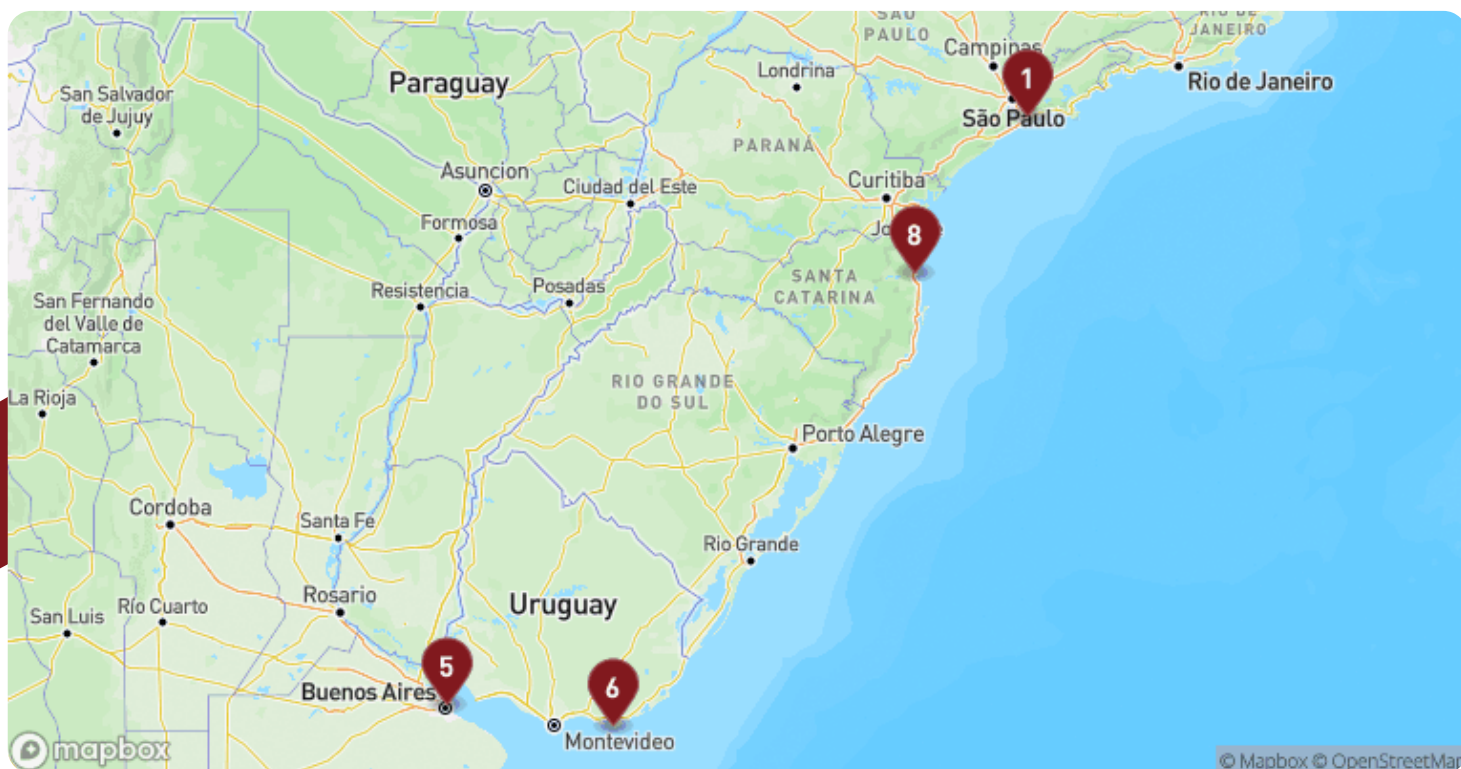 SÃO
PAULO
RIO DE
JANEIRO
Campinas
1
São Paulo
Rio de Janeiro
Londrina
Paraguay
San Salvador
de Jujuy
PARANÁ
Asuncion
Ciudad del Este
Curitiba
Formosa
8
SANTA
CATARINA
Resistencia
Posadas
San Fernando
del Valle de
Catamarca
RIO GRANDE
DO SUL
La Rioja
Porto Alegre
Cordoba
Santa Fe
Rio Grande
Rosario
Uruguay
San Luis
Río Cuarto
5
6
Buenos Aires
Montevideo
mapbox
© Mapbox © OpenStreetMap